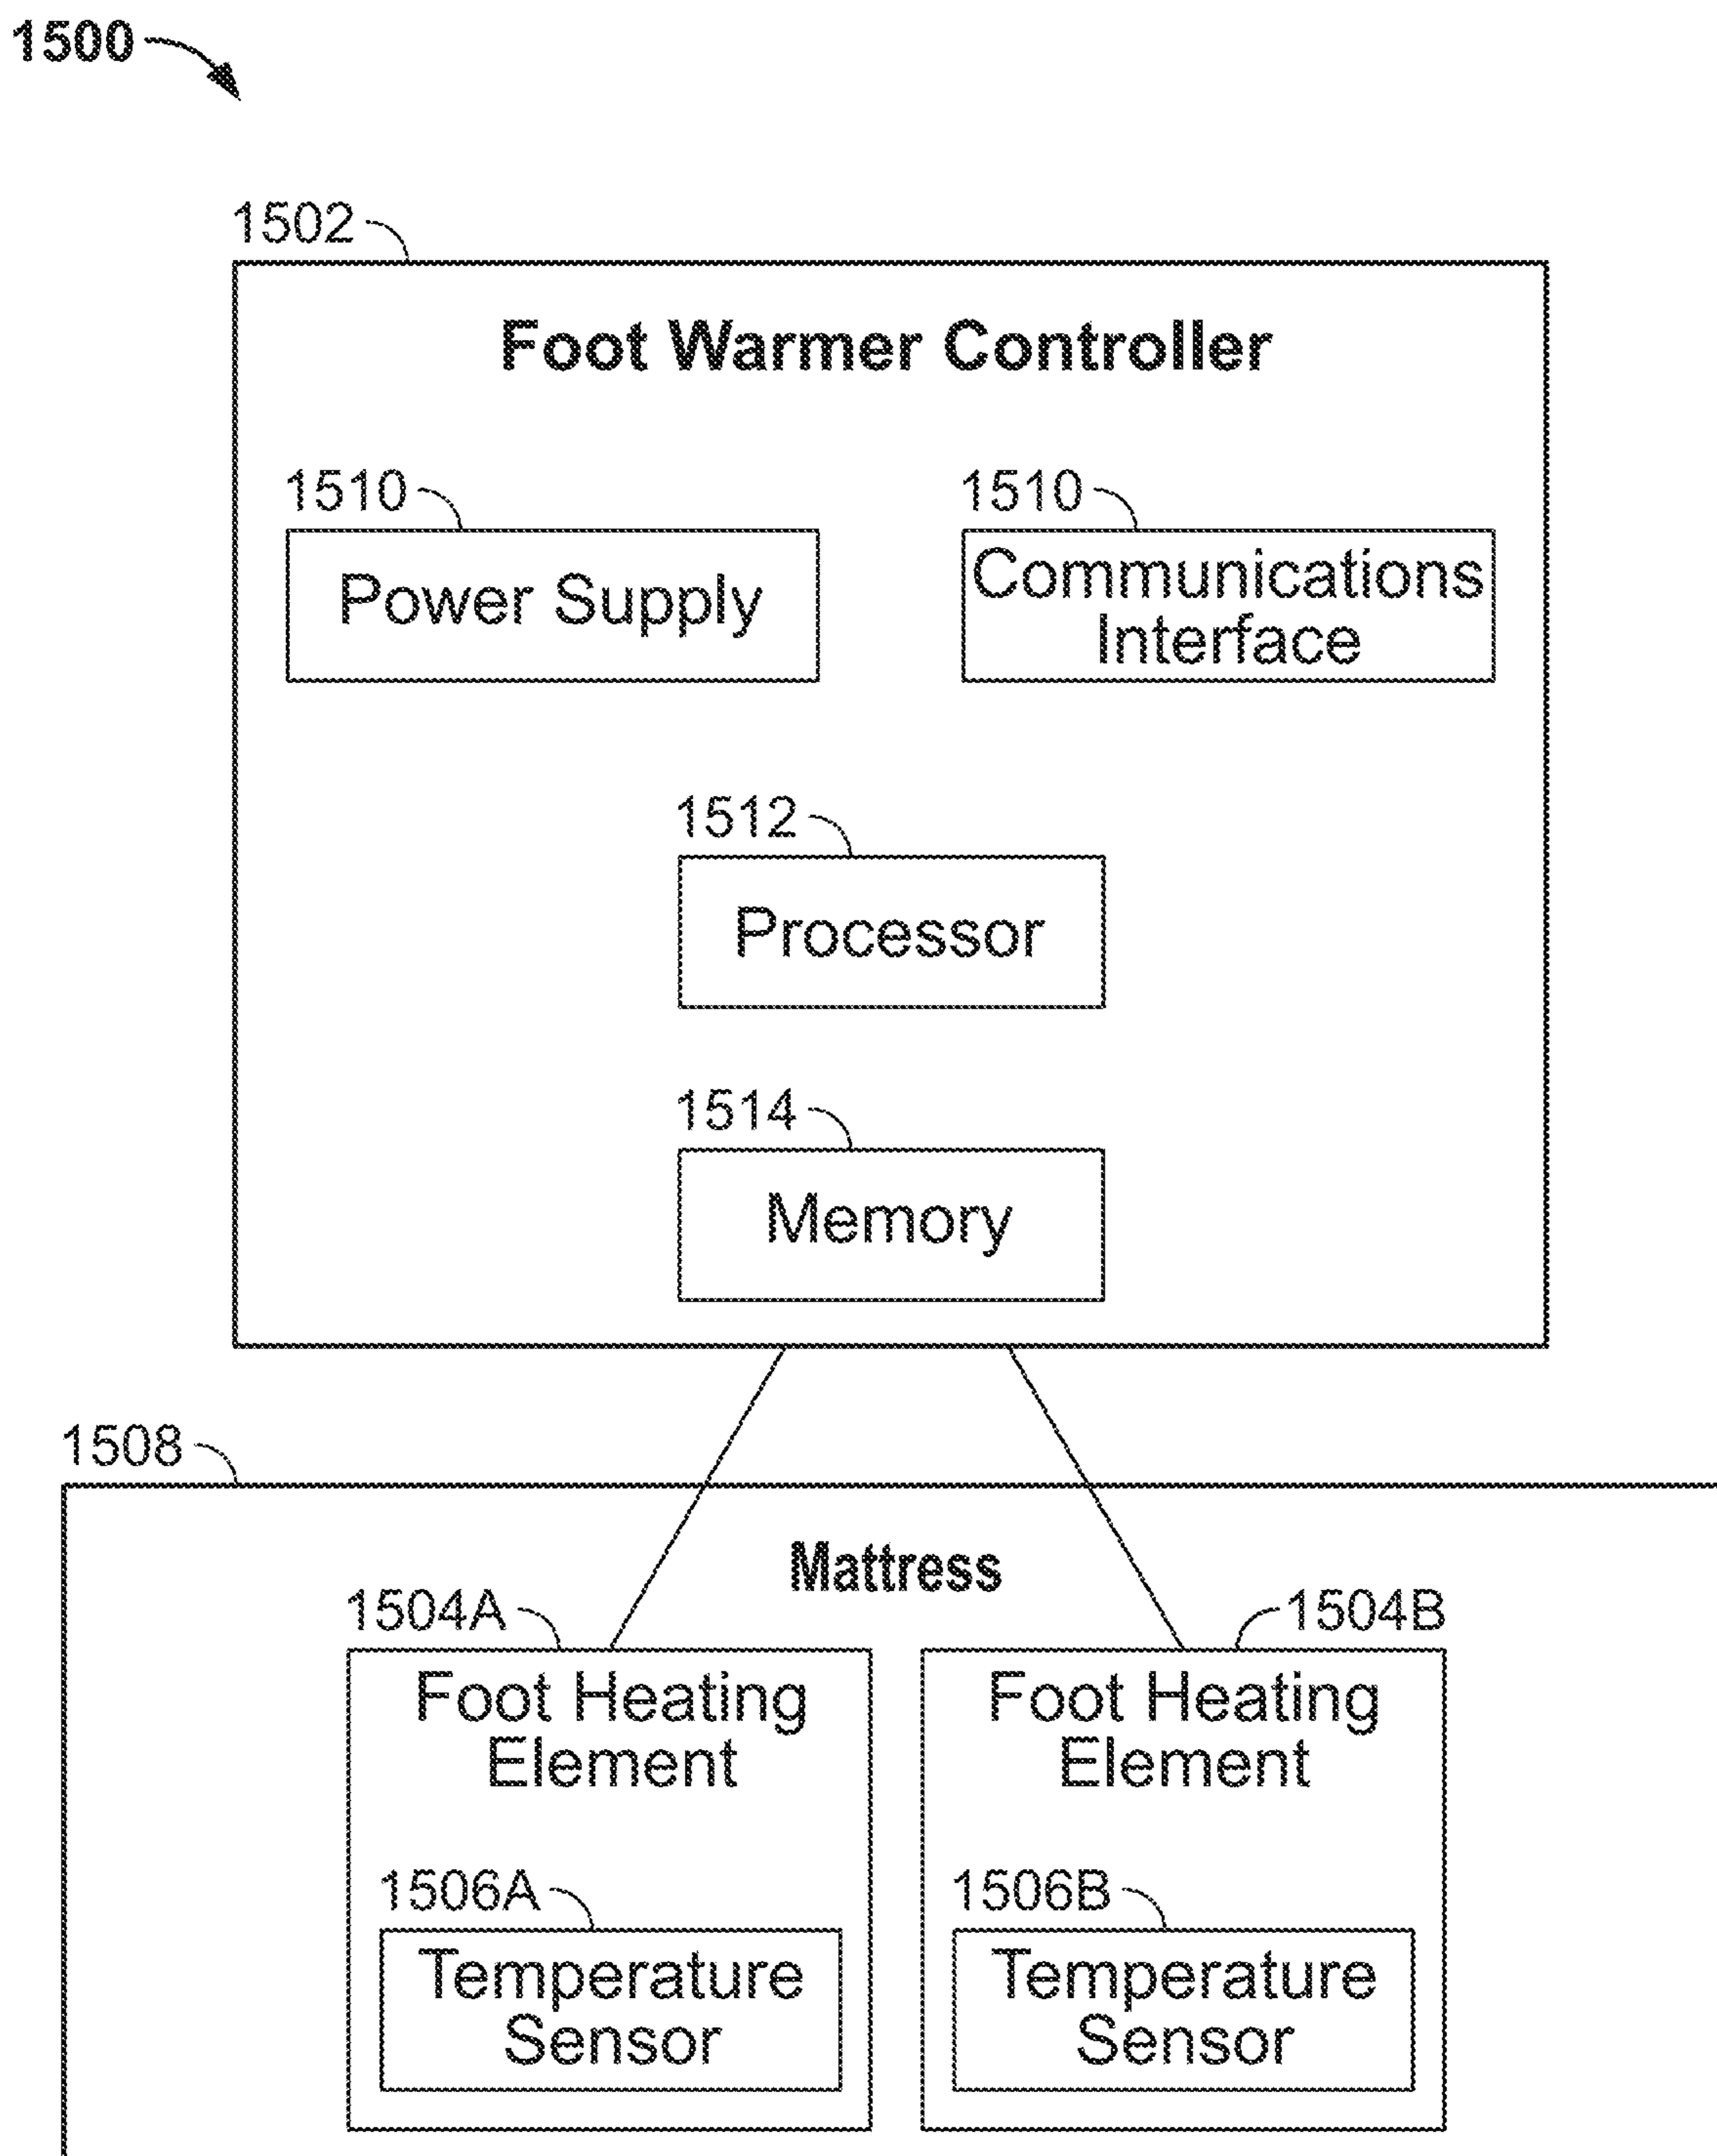 1500
1502
Foot Warmer Controller
1510
1510
Power Supply
Communications
Interface
1512
Processor
1514
Memory
1508
Mattress
1504A
1504B
Foot Heating
Element
Foot Heating
Element
1506A
1506B
Temperature
Sensor
Temperature
Sensor